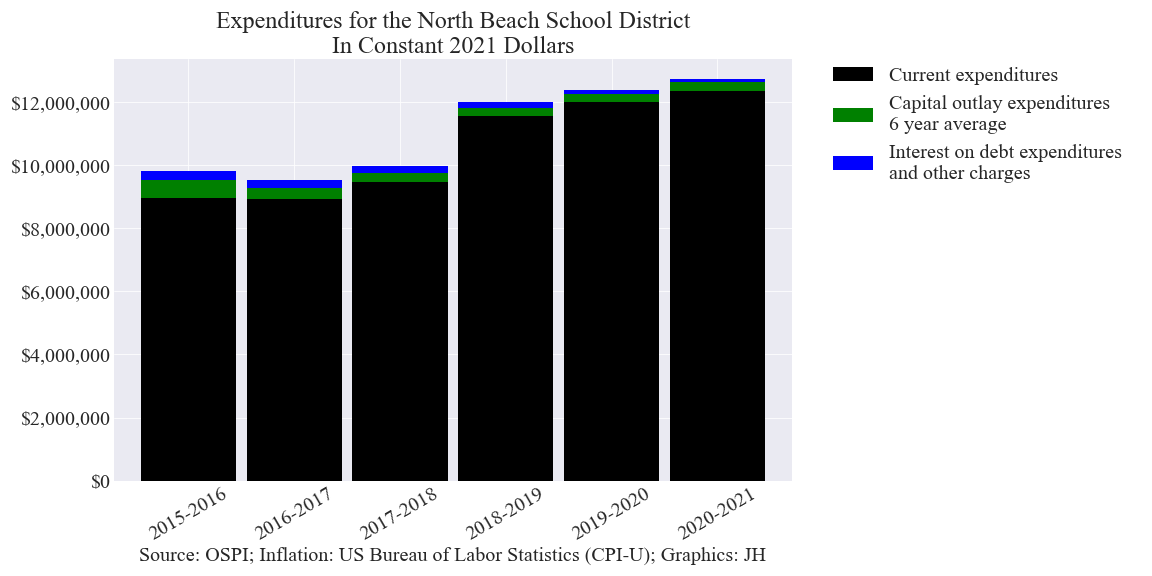 Expenditures for the North Beach School District
In Constant 2021 Dollars
$12,000,000
$10,000,000
$8,000,000
$6,000,000
$4,000,000
$2,000,000
$0
2015-2016
2016-2017
2017-2018
2018-2019
2019-2020
2020-2021
Source: OSPI; Inflation: US Bureau of Labor Statistics (CPI-U); Graphics: JH
Current expenditures
Capital outlay expenditures
6 year average
Interest on debt expenditures
and other charges